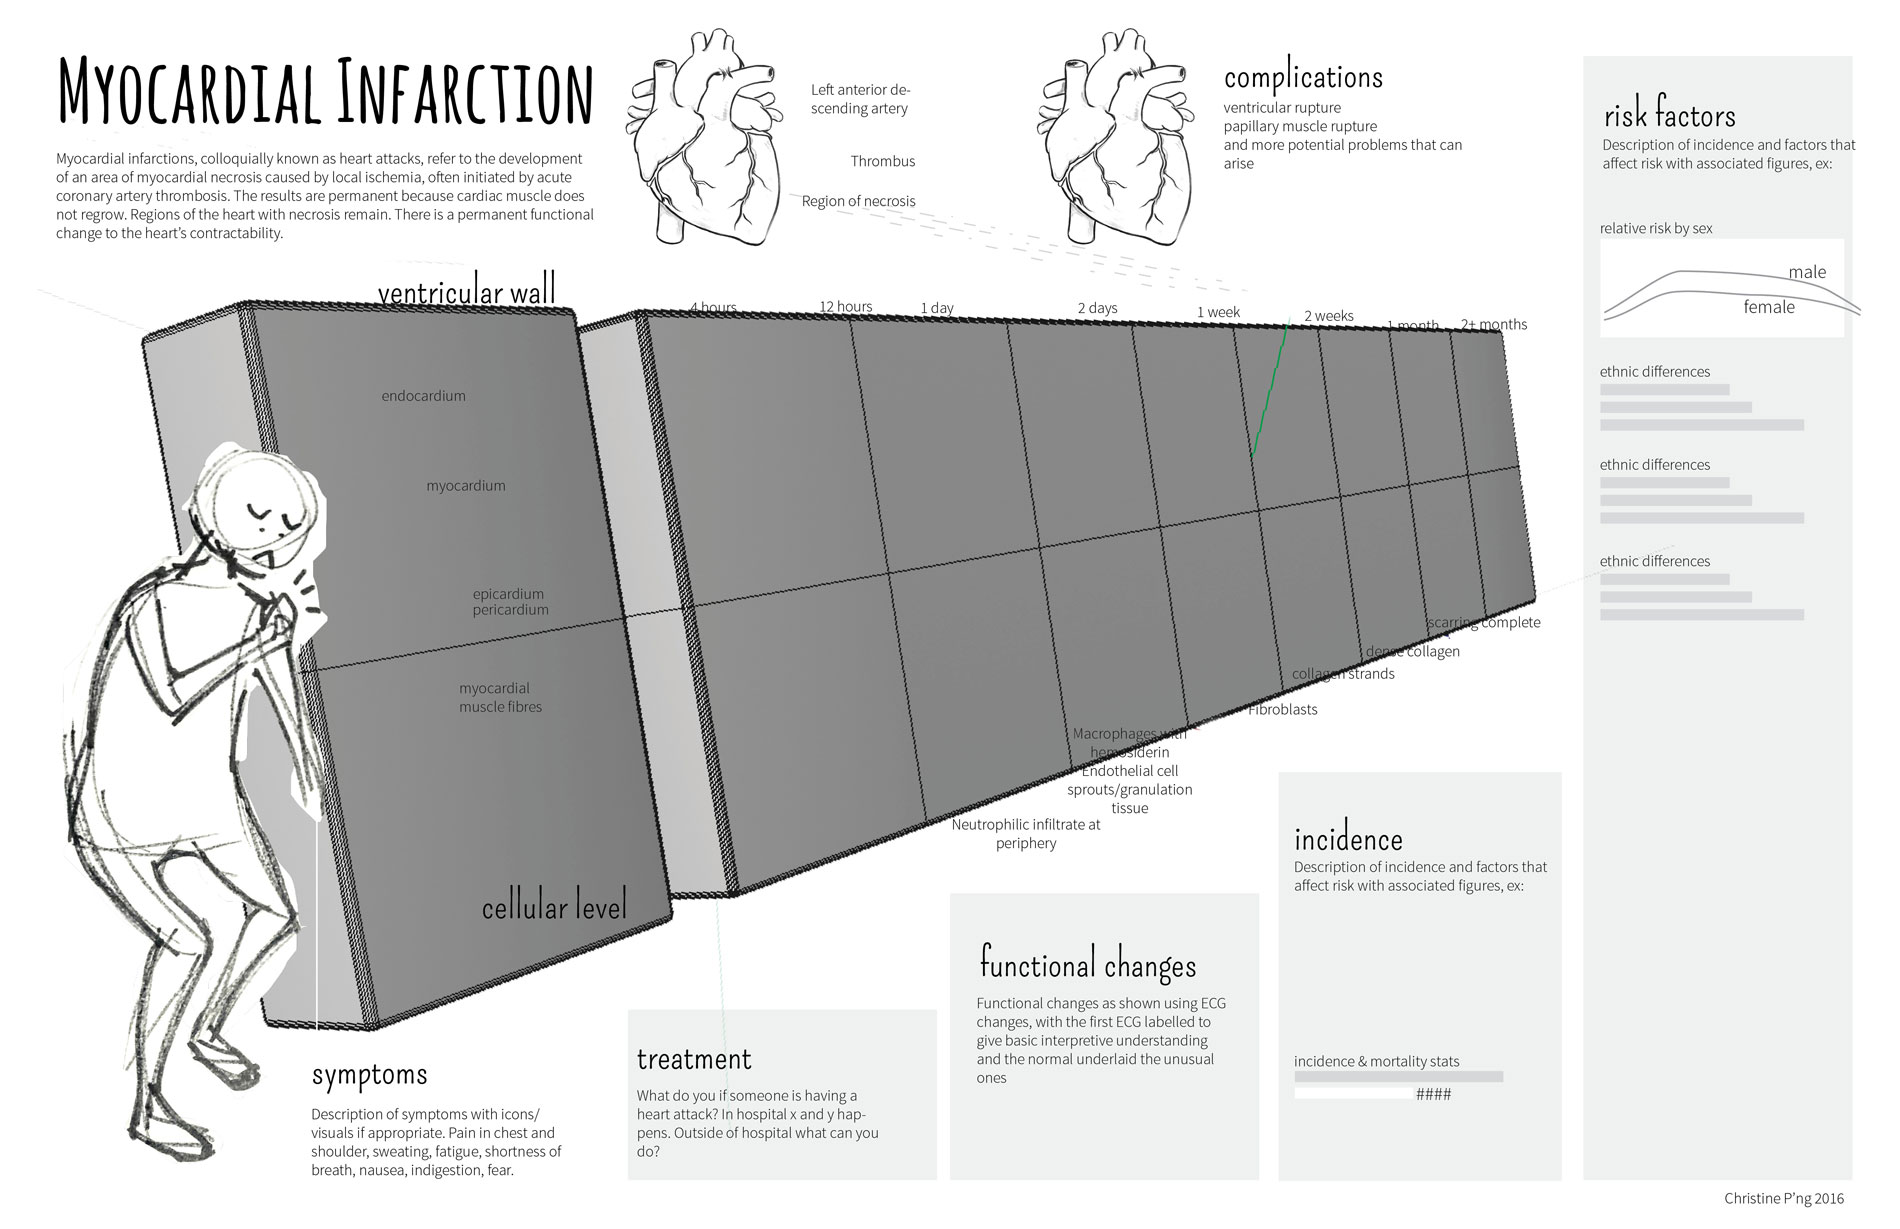 MYOCARDIAL INFARCTION
Myocardial infarctions, colloquially known as heart attacks, refer to the development
of an area of myocardial necrosis caused by local ischemia, often initiated by acute
coronary artery thrombosis. The results are permanent because cardiac muscle does
not regrow. Regions of the heart with necrosis remain. There is a permanent functional
change to the heart's contractability.
Left anterior de-
scending artery
Thrombus
Region of necrosis
complications
ventricular rupture
papillary muscle rupture
and more potential problems that can
arise
risk factors
Description of incidence and factors that
affect risk with associated figures, ex:
relative risk by sex
male
female
ethnic differences
ethnic differences
ethnic differences
ventricular wall
4 hours
12 hours
1 day
2 days
1 week
2 weeks
1 month
2+ months
endocardium
myocardium
epicardium
pericardium
myocardial
muscle fibres
cellular level
scarring complete
dense collagen
collagen strands
Fibroblasts
Macrophages with
hemosiderin
Endothelial cell
sprouts/granulation
tissue
Neutrophilic infiltrate at
periphery
symptoms
Description of symptoms with icons/
visuals if appropriate. Pain in chest and
shoulder, sweating, fatigue, shortness of
breath, nausea, indigestion, fear.
treatment
What do you if someone is having a
heart attack? In hospital x and y hap-
pens. Outside of hospital what can you
do?
functional changes
Functional changes as shown using ECG
changes, with the first ECG labelled to
give basic interpretive understanding
and the normal underlaid the unusual
ones
incidence
Description of incidence and factors that
affect risk with associated figures, ex:
incidence & mortality stats
####
Christine P'ng 2016